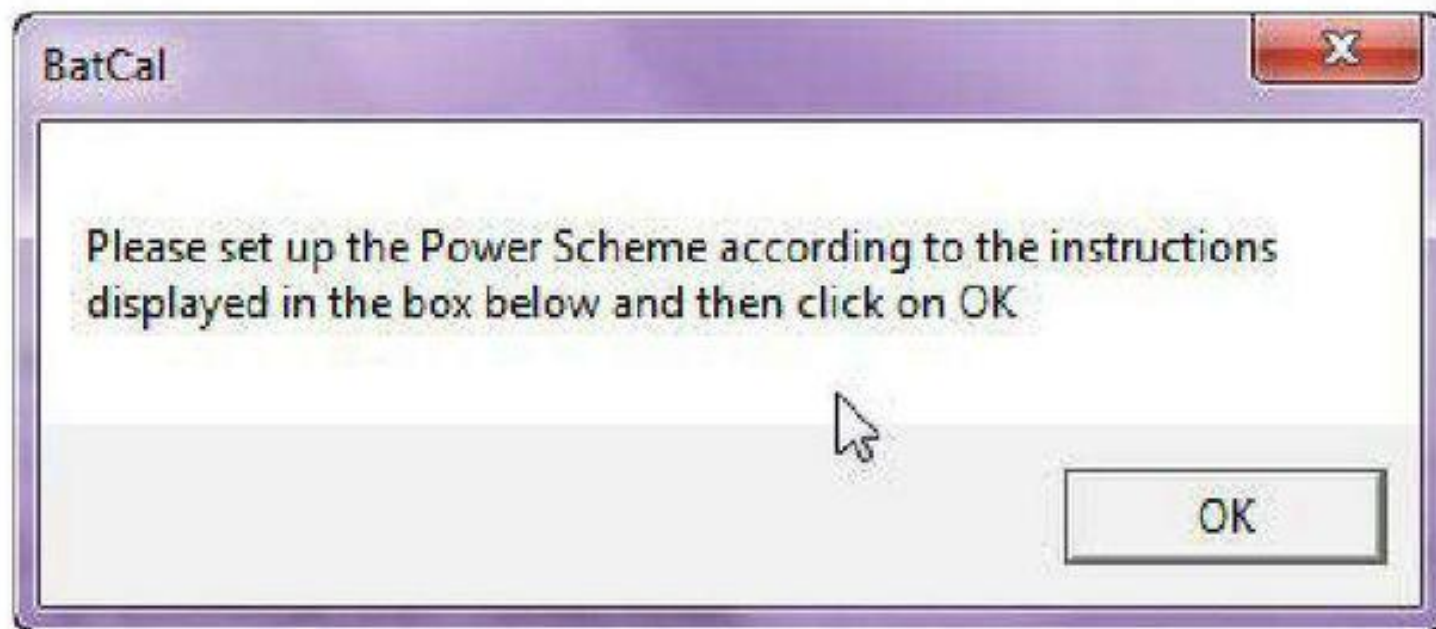 BatCal
Please set up the Power Scheme according to the instructions
displayed in the box below and then click on OK
OK